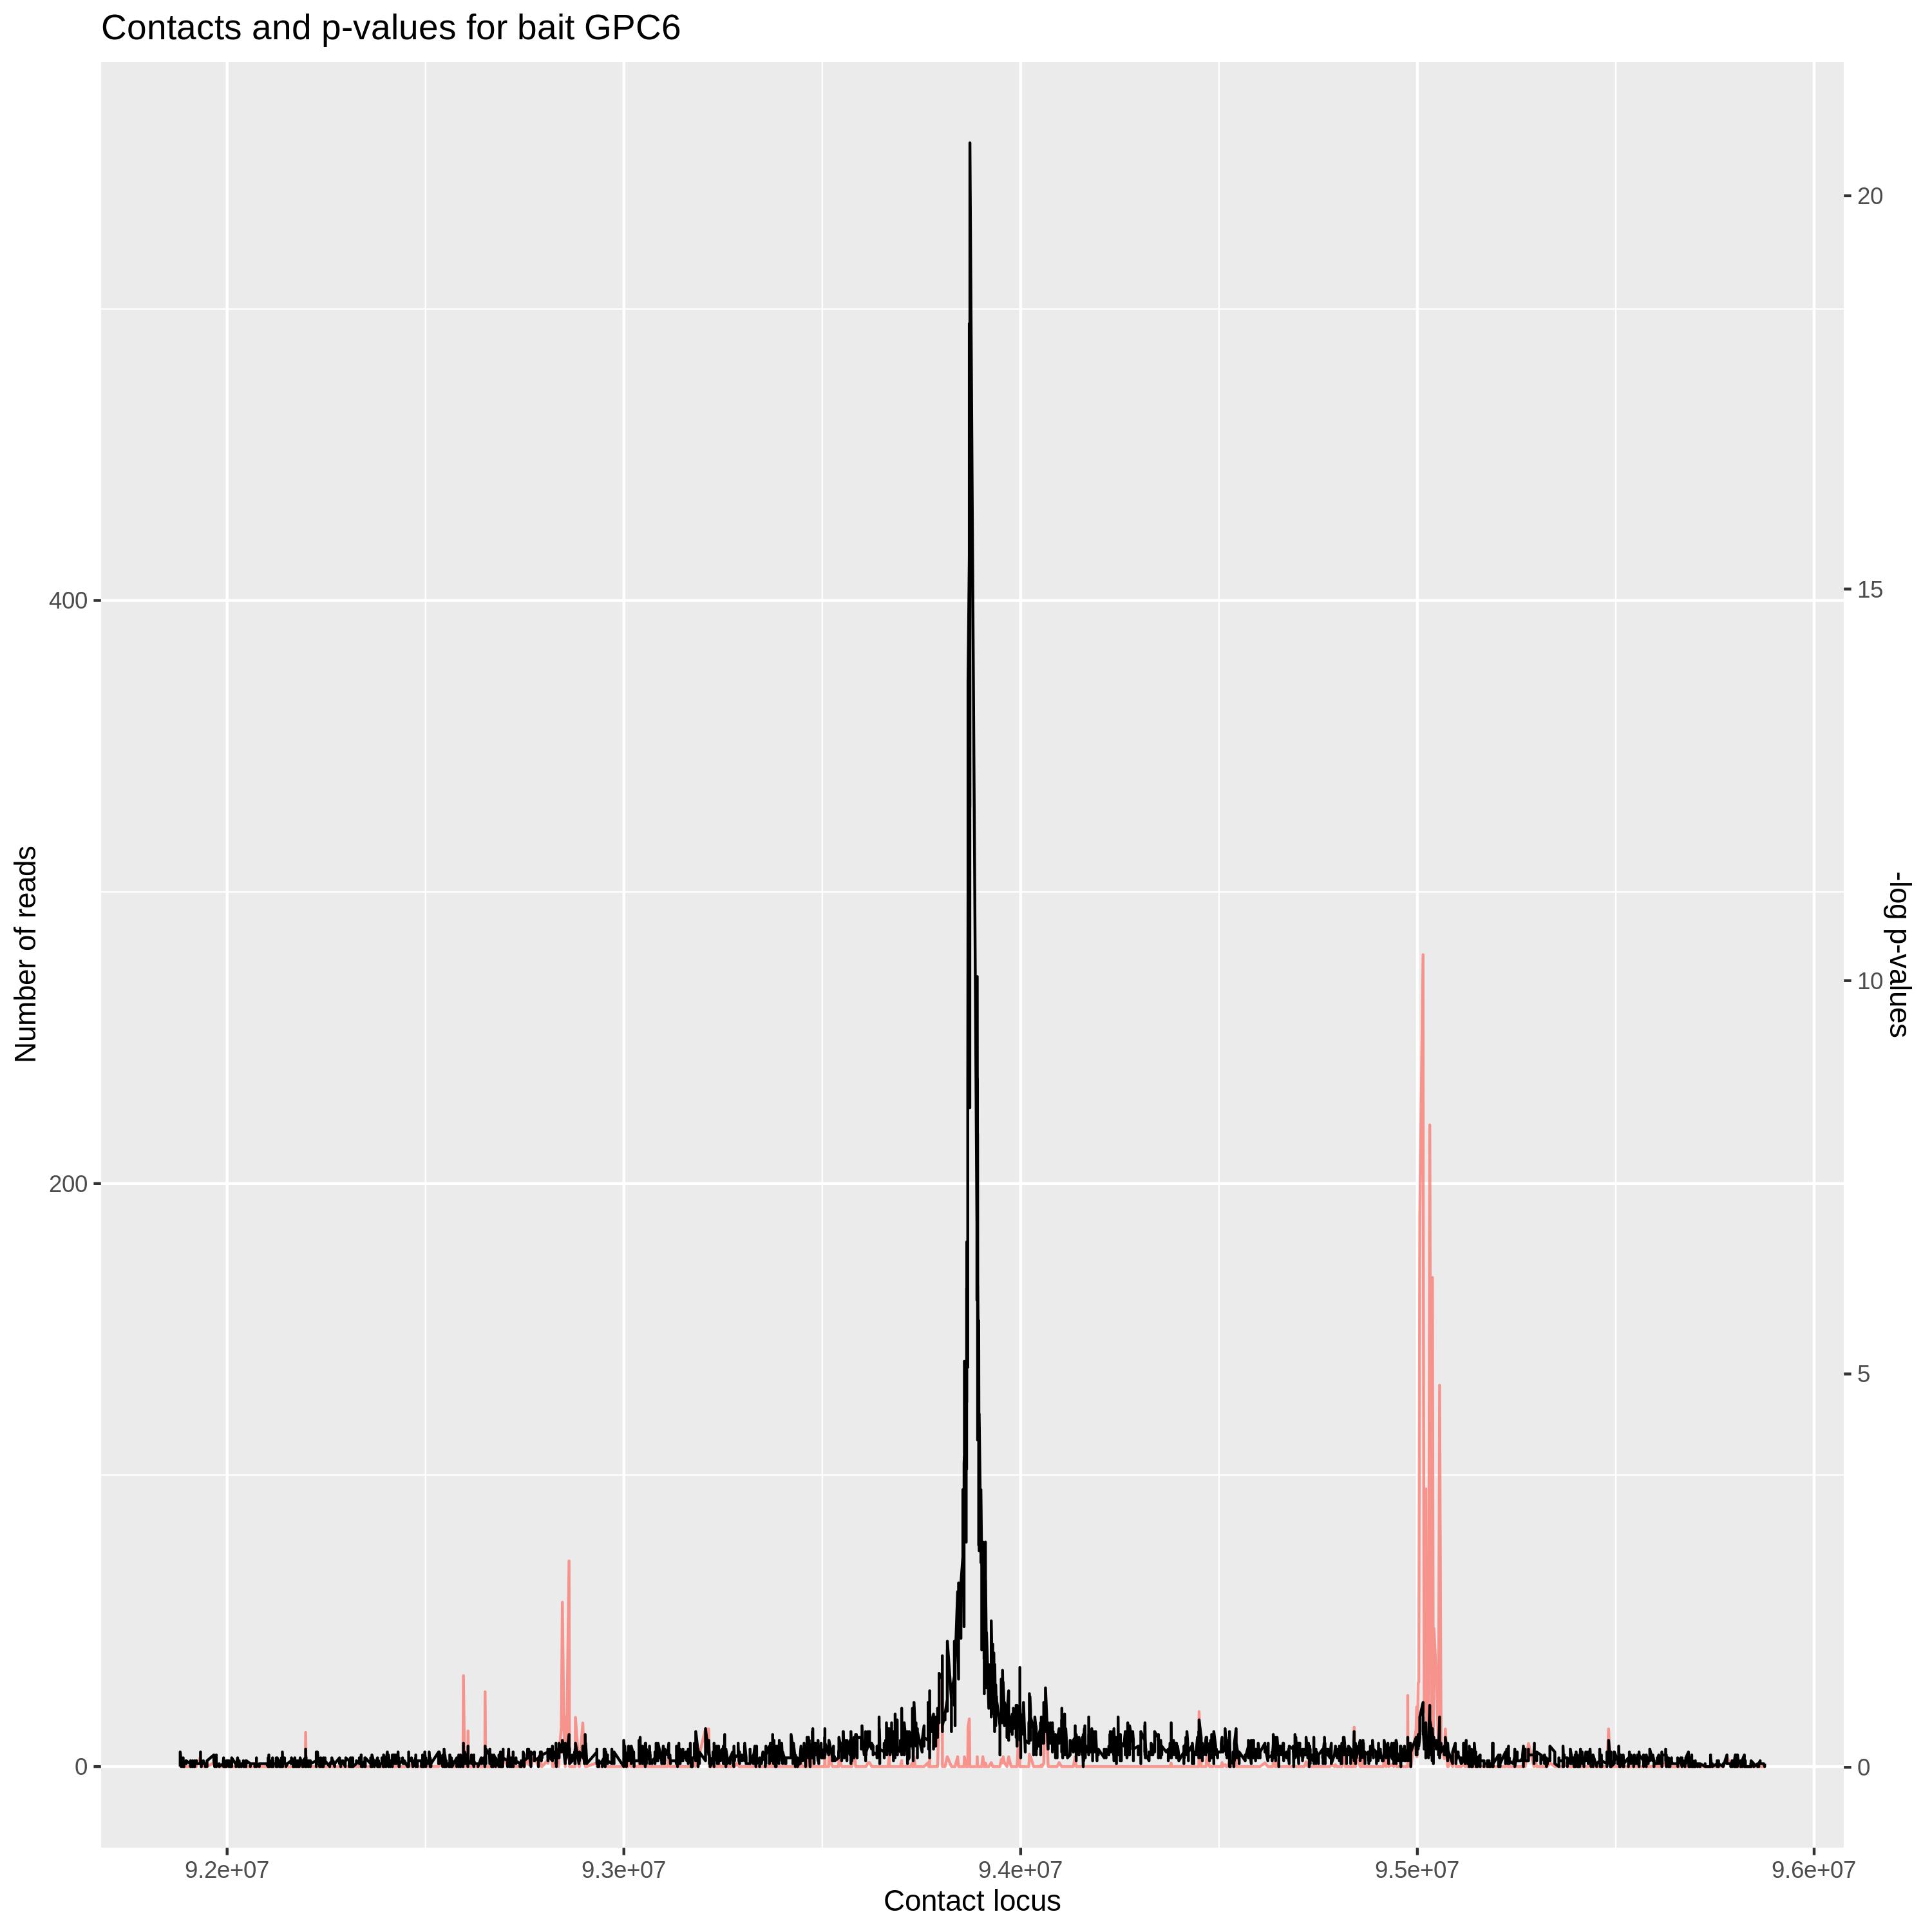 Contacts and p-values for bait GPC6
Number of reads
400
200
0
20
15
10
5
0
-log p-values
9.2e+07
9.3e+07
9.4e+07
9.5e+07
9.6e+07
Contact locus